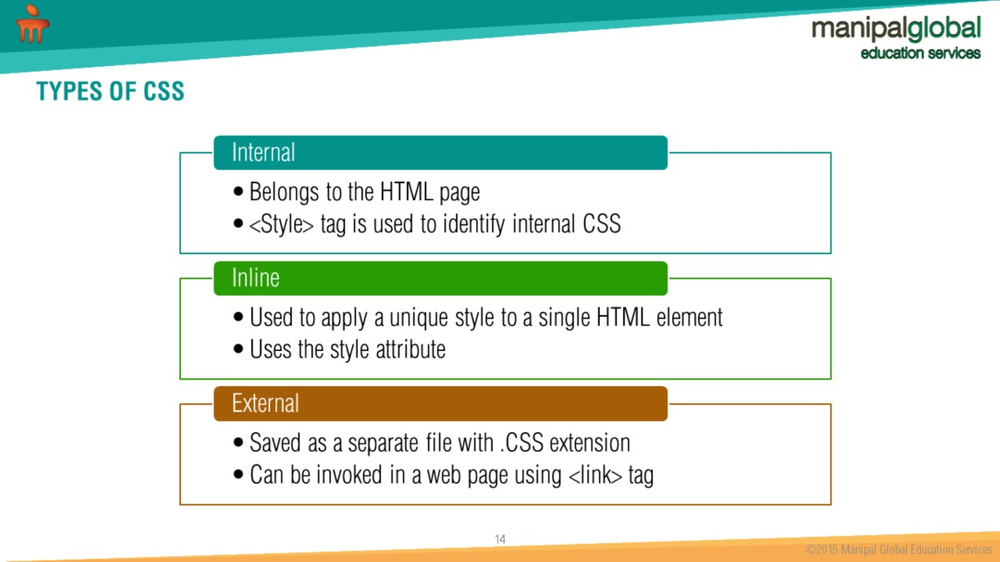 manipalglobal
education services
TYPES OF CSS
Internal
• Belongs to the HTML page
• <Style> tag is used to identify internal CSS
Inline
• Used to apply a unique style to a single HTML element
• Uses the style attribute
External
• Saved as a separate file with .CSS extension
• Can be invoked in a web page using <link> tag
14
©2015 Manipal Global Education Services